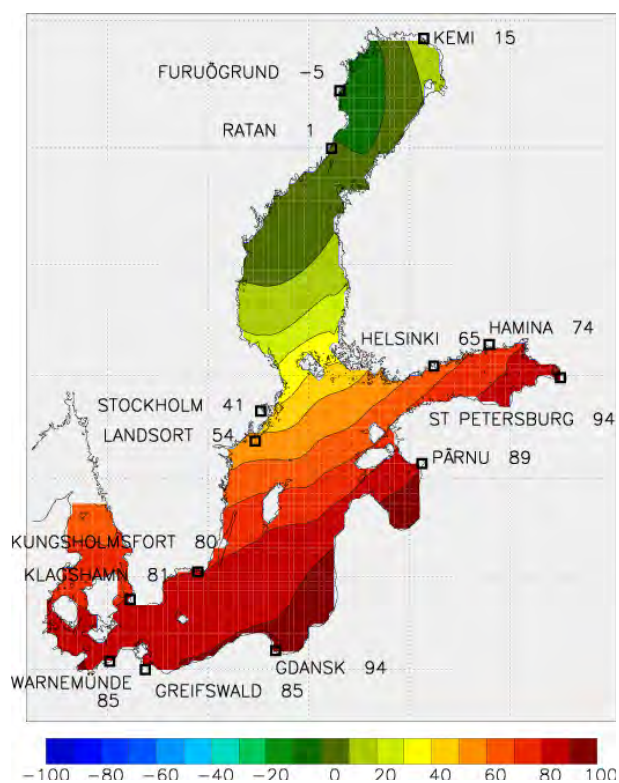 KEMI 15
FURUÖGRUND -5
RATAN 1
HELSINKI 65
HAMINA 74
STOCKHOLM 41
ST PETERSBURG 94
LANDSORT 54
PÄRNU 89
KUNGSHOLMSFORT 80
KLAGSHAMN 81
GDANSK 94
WARNEMÜNDE
85
GREIFSWALD 85
-100 -80 -60 -40 -20 0 20 40 60 80 100